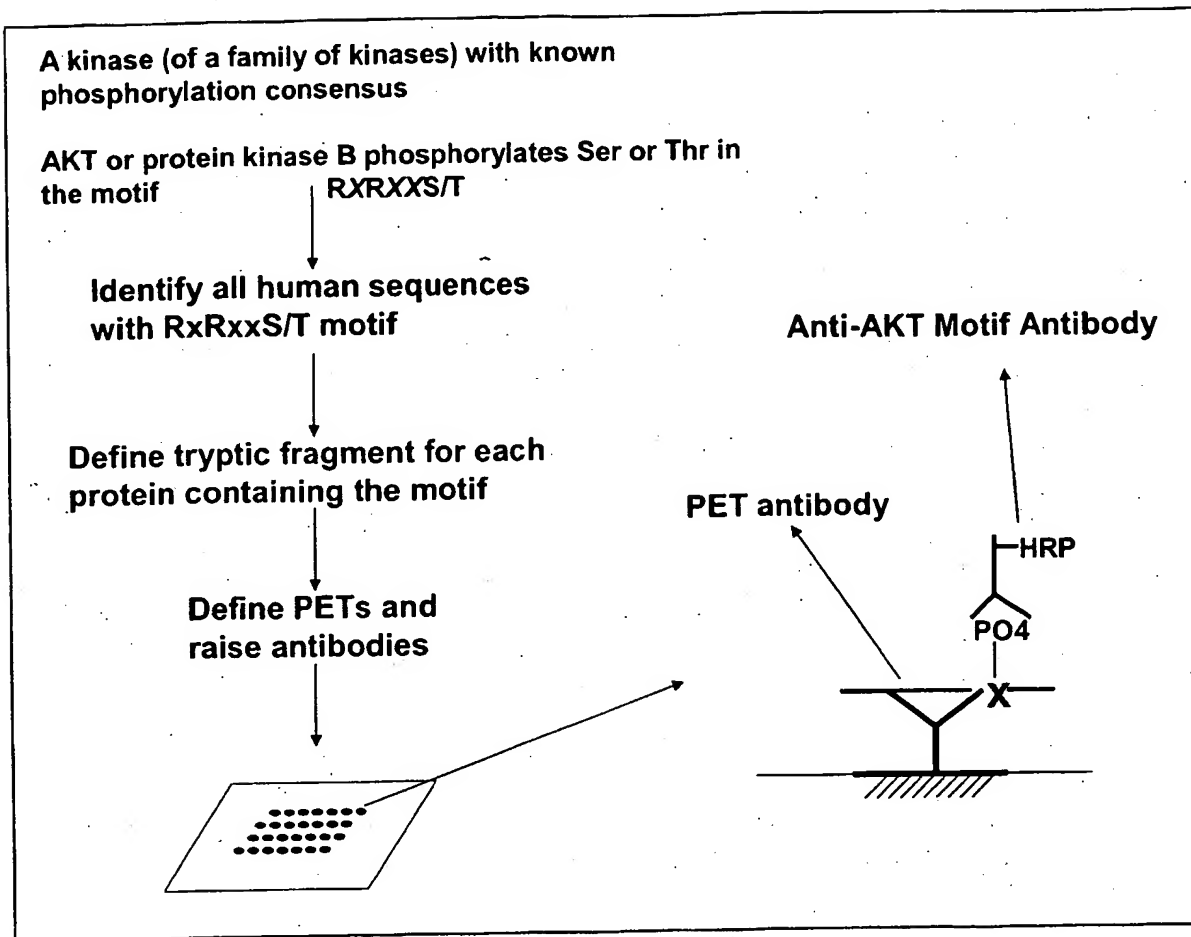 A kinase (of a family of kinases) with known
phosphorylation consensus
AKT or protein kinase B phosphorylates Ser or Thr in
the motif RXRXXS/T
Identify all human sequences
with RxRxxS/T motif
Define tryptic fragment for each
protein containing the motif
Define PETs and
raise antibodies
Anti-AKT Motif Antibody
PET antibody
HRP
PO4
X